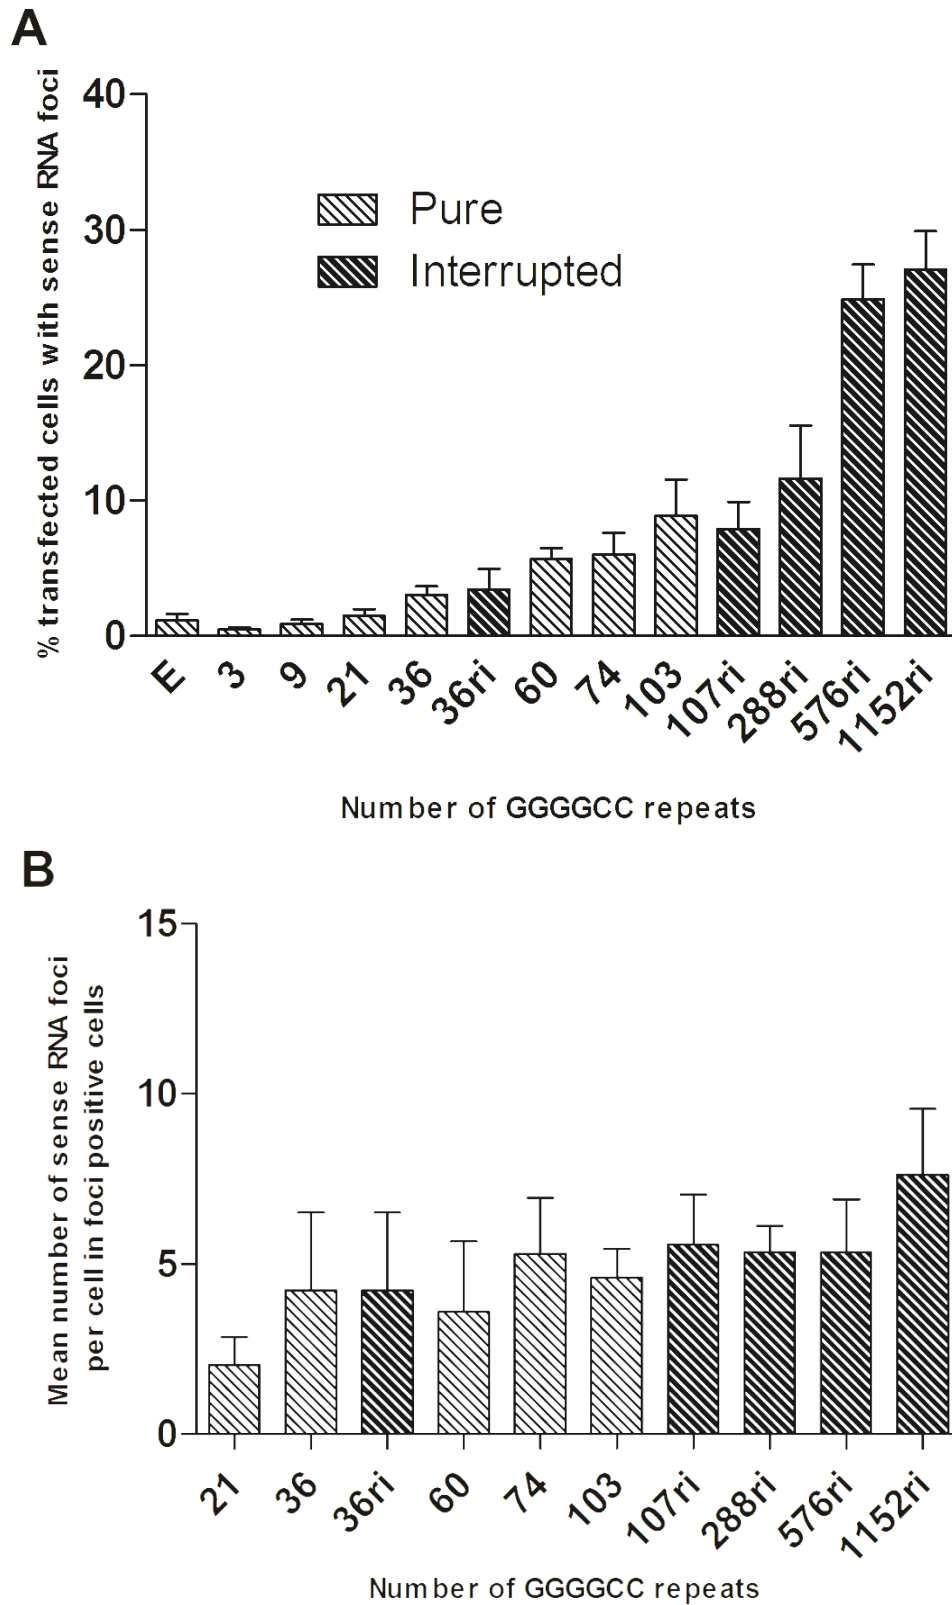 A
% transfected cells with sense RNA foci
40
30
20
10
0
Pure
Interrupted
E
3
9
21
36
36ri
60
74
103
107ri
288ri
576ri
1152ri
Number of GGGGCC repeats
B
Mean number of sense RNA foci
per cell in foci positive cells
15
10
5
0
21
36
36ri
60
74
103
107ri
288ri
576ri
1152ri
Number of GGGGCC repeats